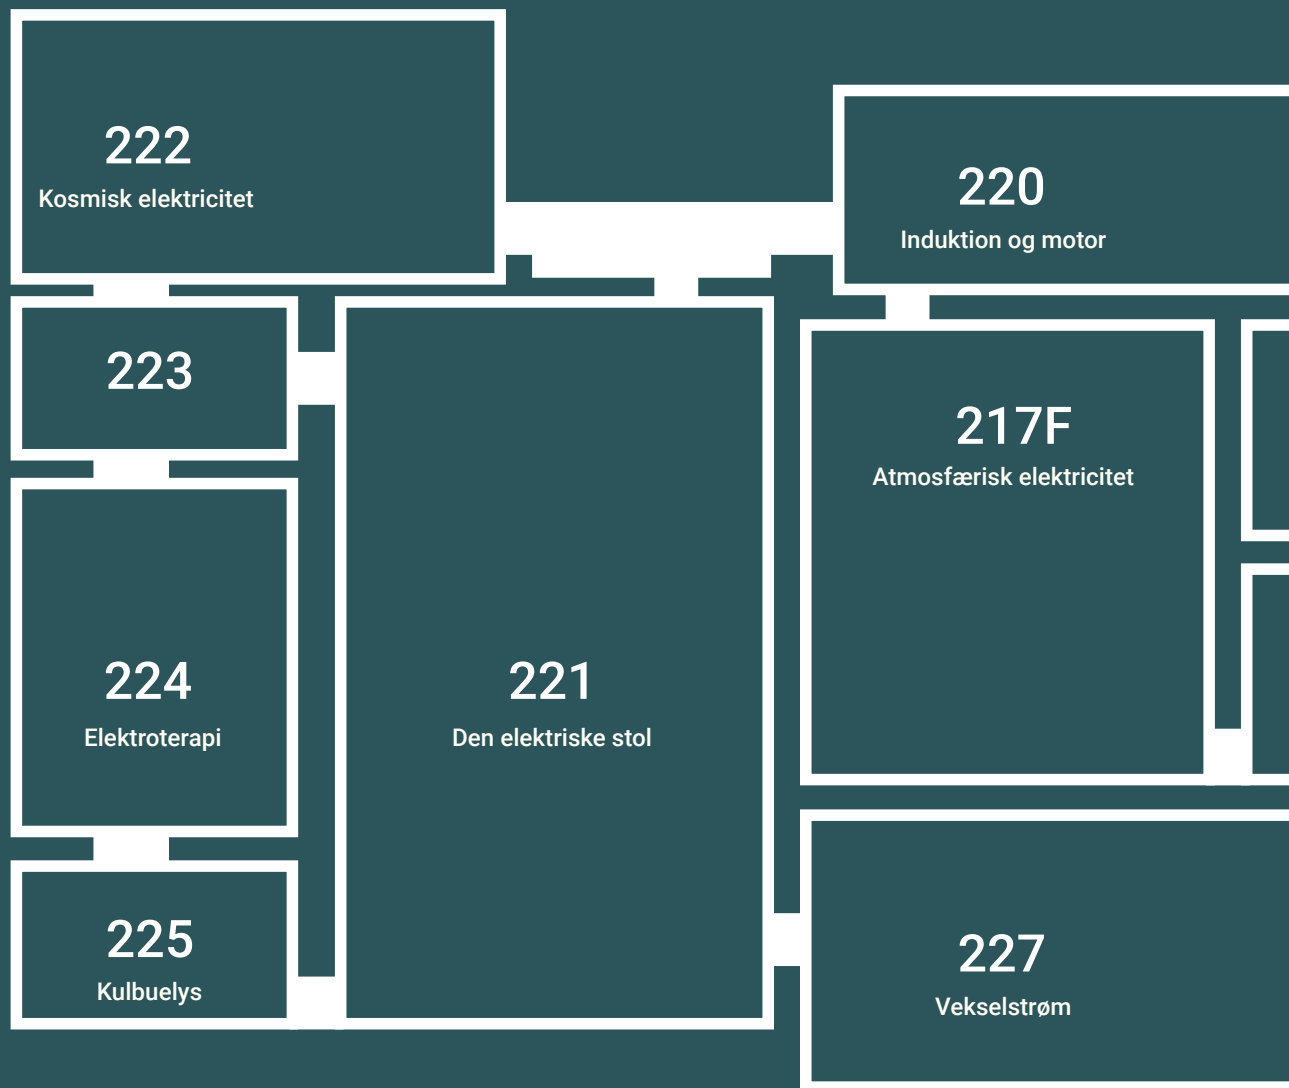 222
Kosmisk elektricitet
220
Induktion og motor
223
217F
Atmosfærisk elektricitet
224
Elektroterapi
221
Den elektriske stol
225
Kulbuelys
227
Vekselstrøm